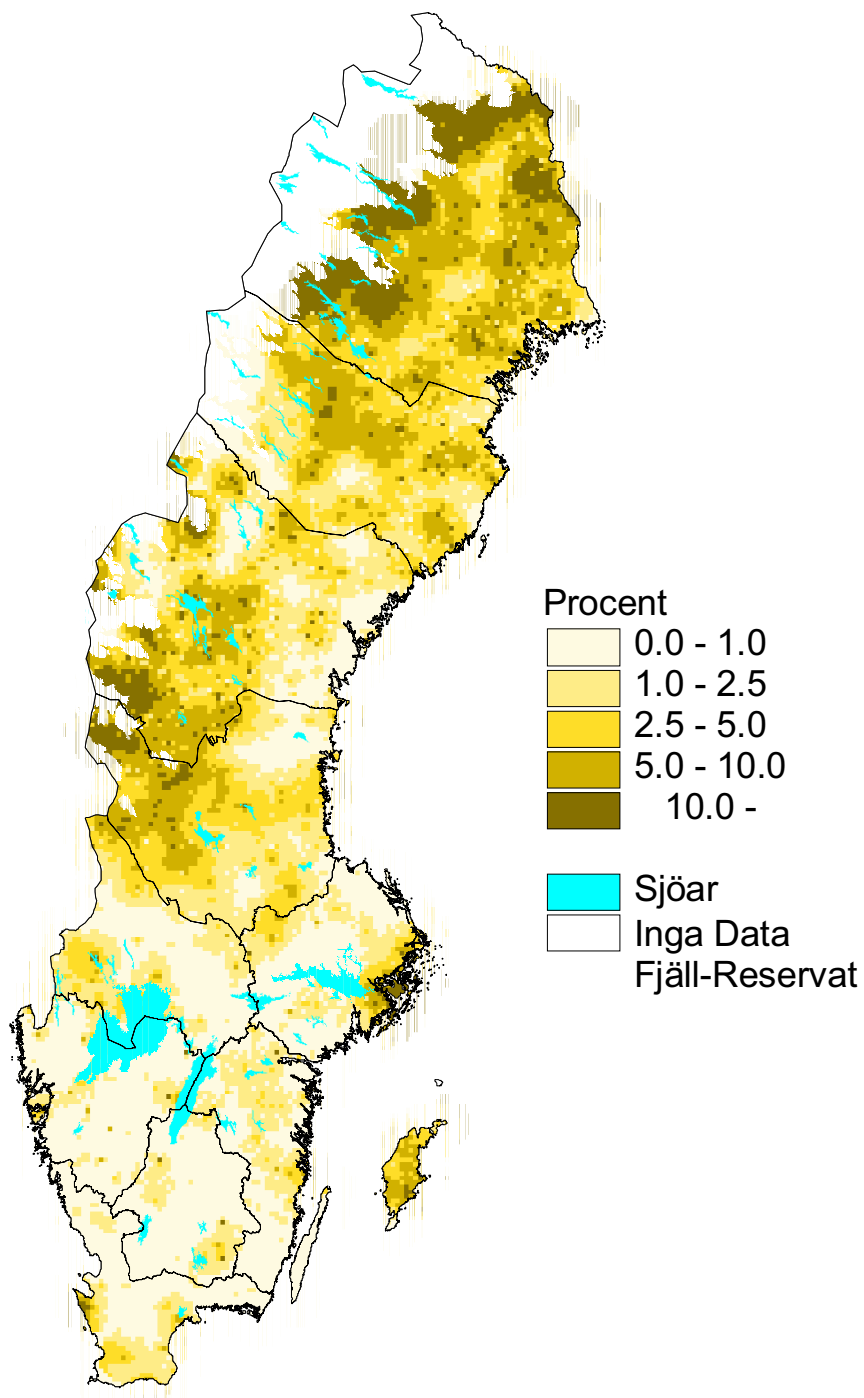 Procent
0.0 - 1.0
1.0 - 2.5
2.5 - 5.0
5.0 - 10.0
10.0 -
Sjöar
Inga Data
Fjäll-Reservat